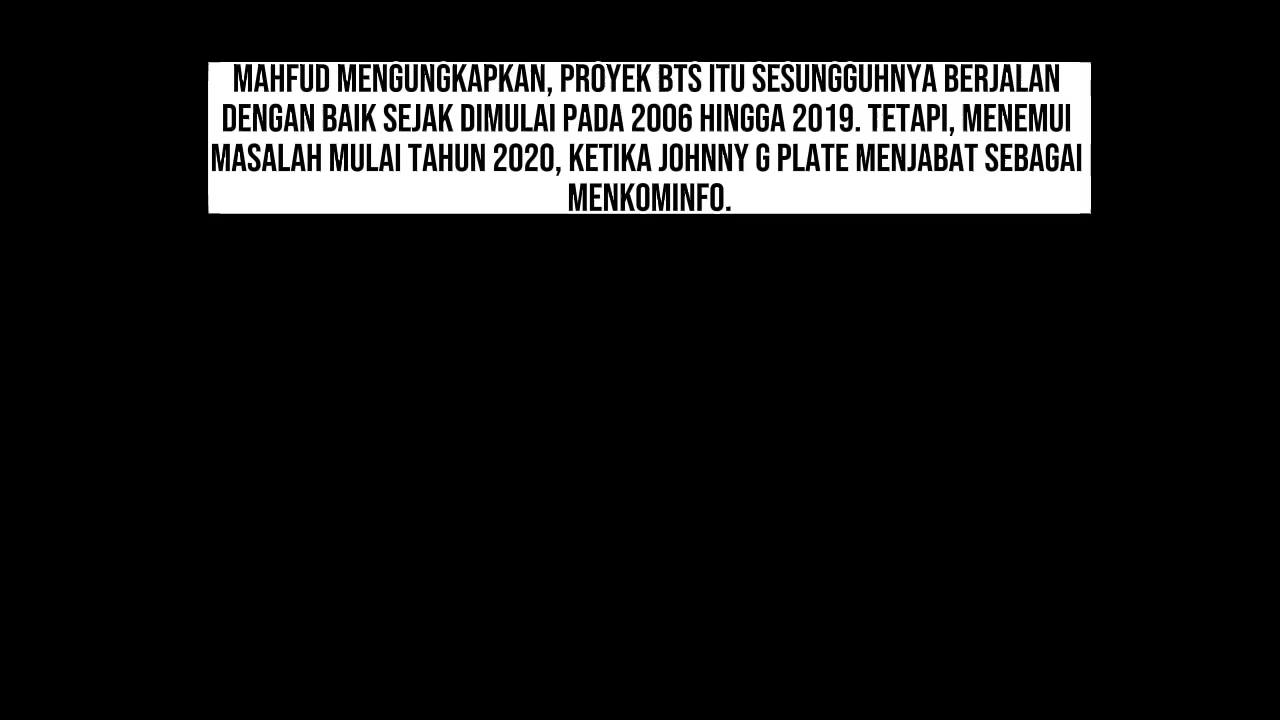 MAHFUD MENGUNGKAPKAN, PROYEK BTS ITU SESUNGGUHNYA BERJALAN
DENGAN BAIK SEJAK DIMULAI PADA 2006 HINGGA 2019. TETAPI, MENEMUI
MASALAH MULAI TAHUN 2020, KETIKA JOHNNY G PLATE MENJABAT SEBAGAI
MENKOMINFO.